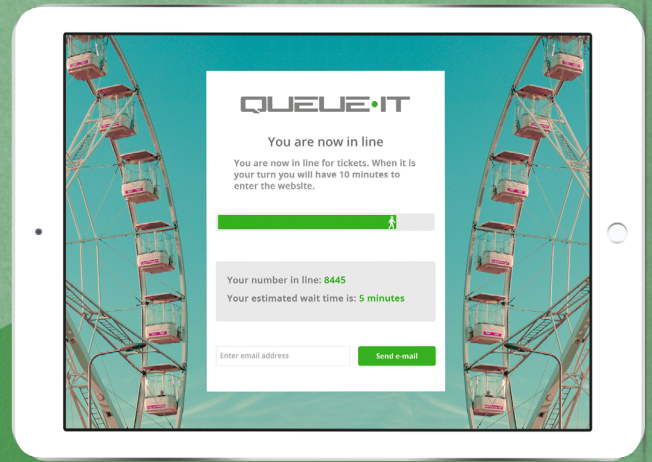 QUEUE·IT
You are now in line
You are now in line for tickets. When it is
your turn you will have 10 minutes to
enter the website.
Your number in line: 8445
Your estimated wait time is: 5 minutes
Enter email address
Send e-mail